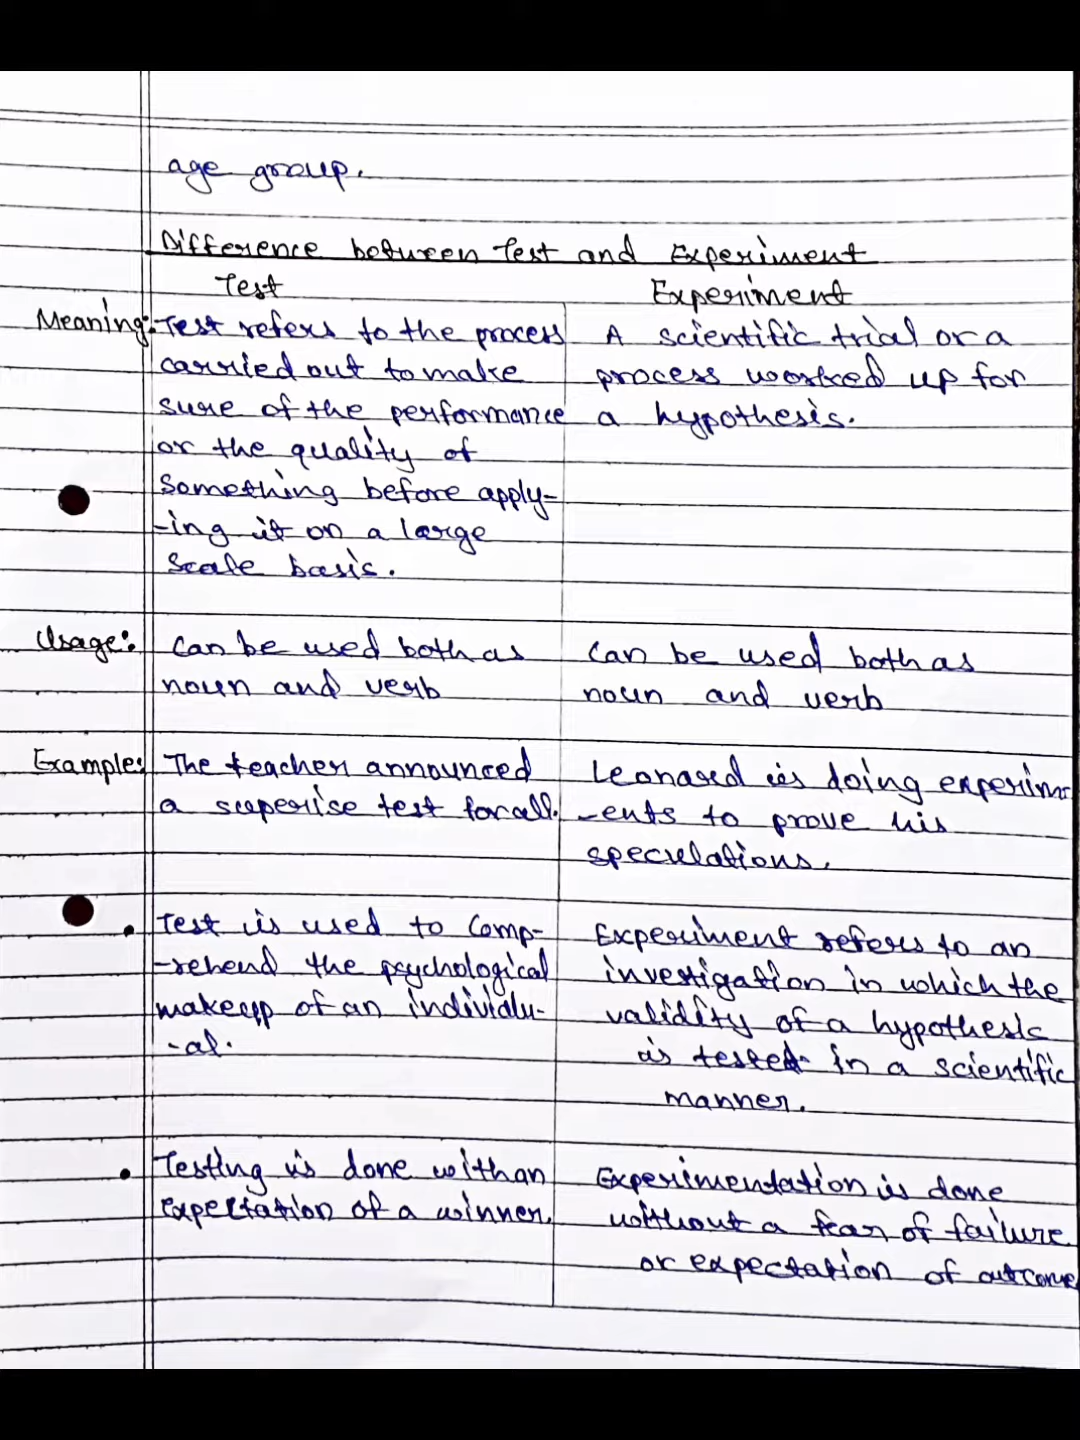 age group.
Difference between Test and Experiment
Test Experiment
Meaning: Test refers to the process
carried out to make
sure of the performance
or the quality of
something before apply-
-ing it on a large
scale basis.
A scientific trial or a
process worked up for
a hypothesis.
Usage: Can be used both as
noun and verb
Can be used both as
noun and verb
Example: The teacher announced
a suprise test for all.
Leonard is doing experim
-ents to prove his
speculations.
• Test is used to Comp-
-rehend the psychological
makeup of an individu-
-al.
Experiment refers to an
investigation in which the
validity of a hypothesis
is tested in a scientific
manner.
• Testing is done with an
expectation of a winner.
Experimentation is done
without a fear of failure
or expectation of outcome